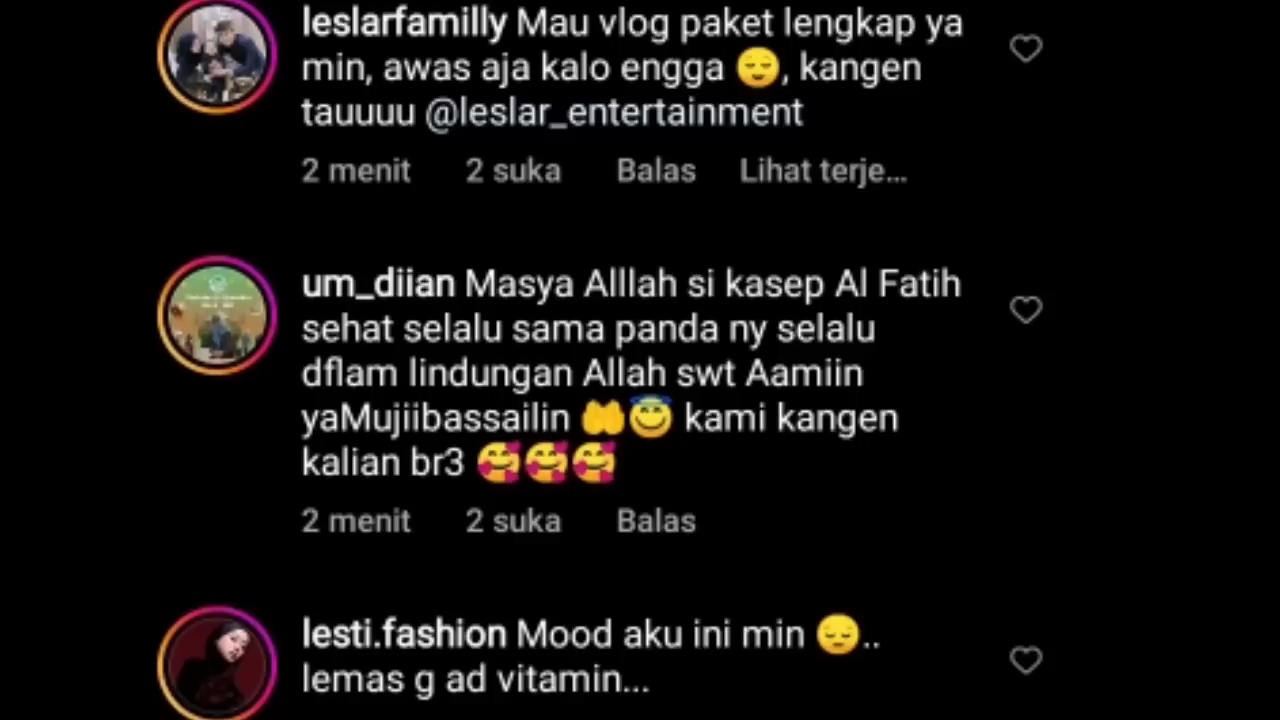 leslarfamilly Mau vlog paket lengkap ya
min, awas aja kalo engga 😌, kangen
tauuuu @leslar_entertainment
2 menit 2 suka Balas Lihat terje...
um_diian Masya Alllah si kasep Al Fatih
sehat selalu sama panda ny selalu
dflam lindungan Allah swt Aamiin
yaMujiibassailin 🤲😇 kami kangen
kalian br3 🥰🥰🥰
2 menit 2 suka Balas
lesti.fashion Mood aku ini min 😔..
lemas g ad vitamin...